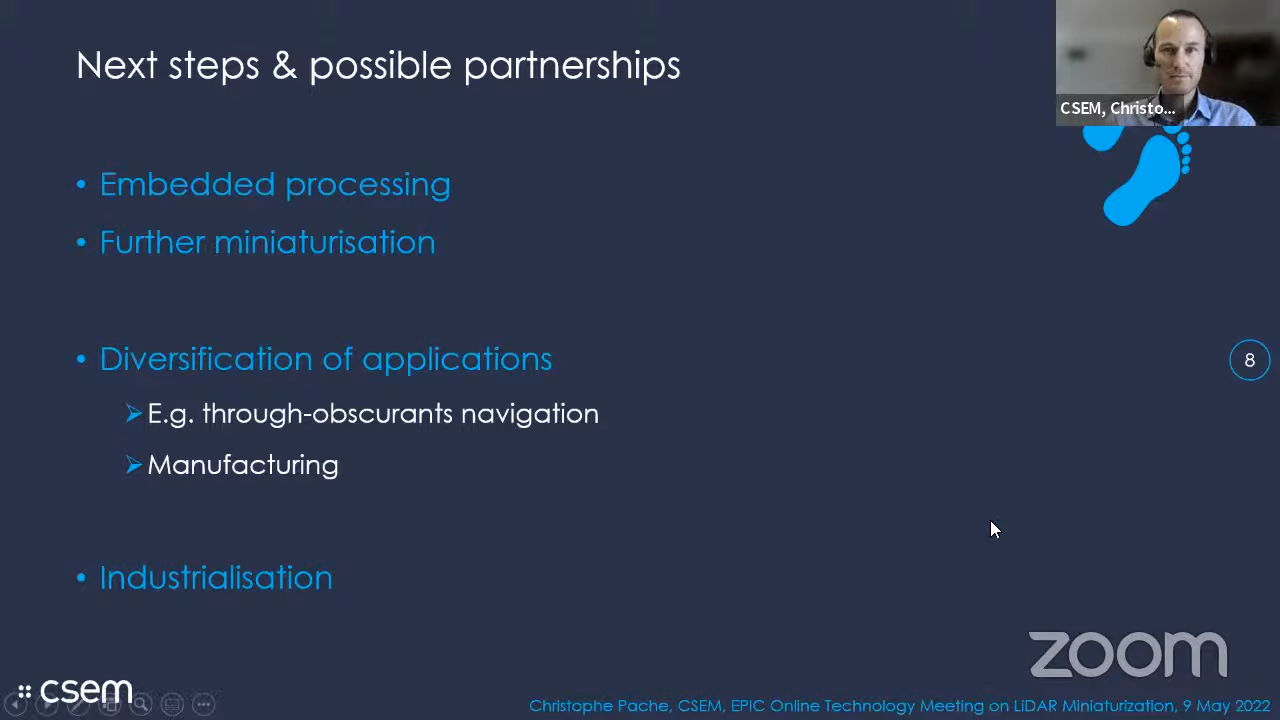 Next steps & possible partnerships
CSEM, Christo...
• Embedded processing
• Further miniaturisation
• Diversification of applications
➢ E.g. through-obscurants navigation
➢ Manufacturing
8
• Industrialisation
zoom
csem
Christophe Pache, CSEM, EPIC Online Technology Meeting on LiDAR Miniaturization, 9 May 2022